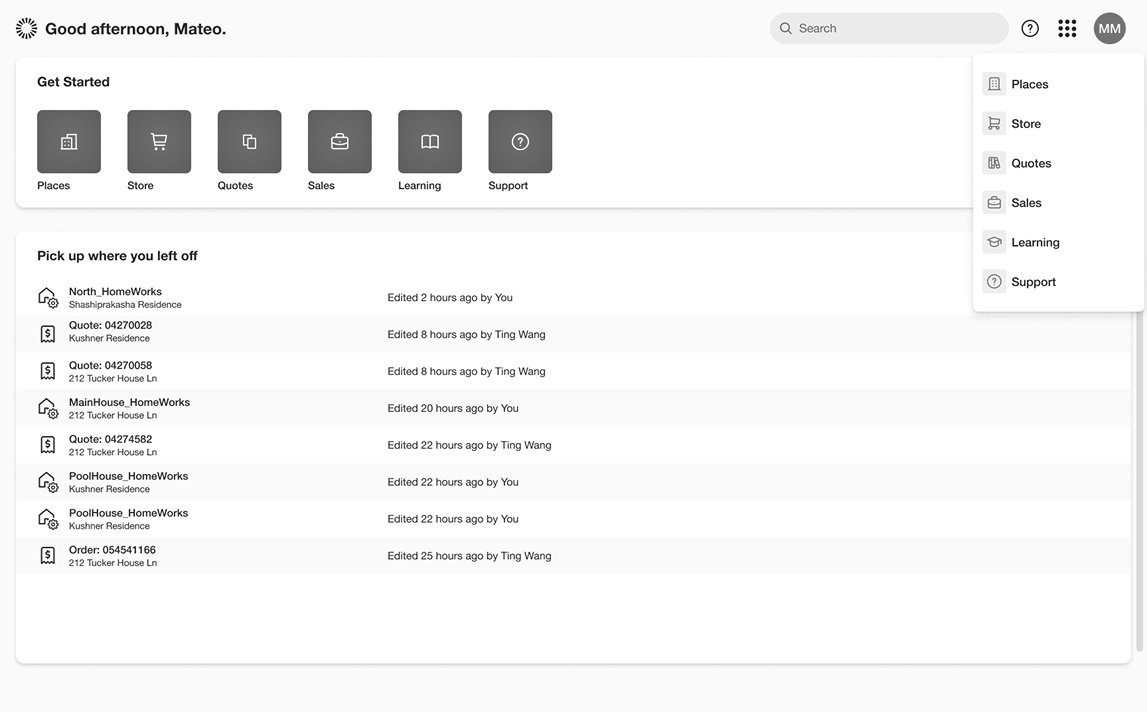 Good afternoon, Mateo.
Search
MM
Get Started
Places
Store
Quotes
Sales
Learning
Support
Places
Store
Quotes
Sales
Learning
Support
Pick up where you left off
North_HomeWorks
Shashiprakasha Residence
Edited 2 hours ago by You
Quote: 04270028
Kushner Residence
Edited 8 hours ago by Ting Wang
Quote: 04270058
212 Tucker House Ln
Edited 8 hours ago by Ting Wang
MainHouse_HomeWorks
212 Tucker House Ln
Edited 20 hours ago by You
Quote: 04274582
212 Tucker House Ln
Edited 22 hours ago by Ting Wang
PoolHouse_HomeWorks
Kushner Residence
Edited 22 hours ago by You
PoolHouse_HomeWorks
Kushner Residence
Edited 22 hours ago by You
Order: 054541166
212 Tucker House Ln
Edited 25 hours ago by Ting Wang